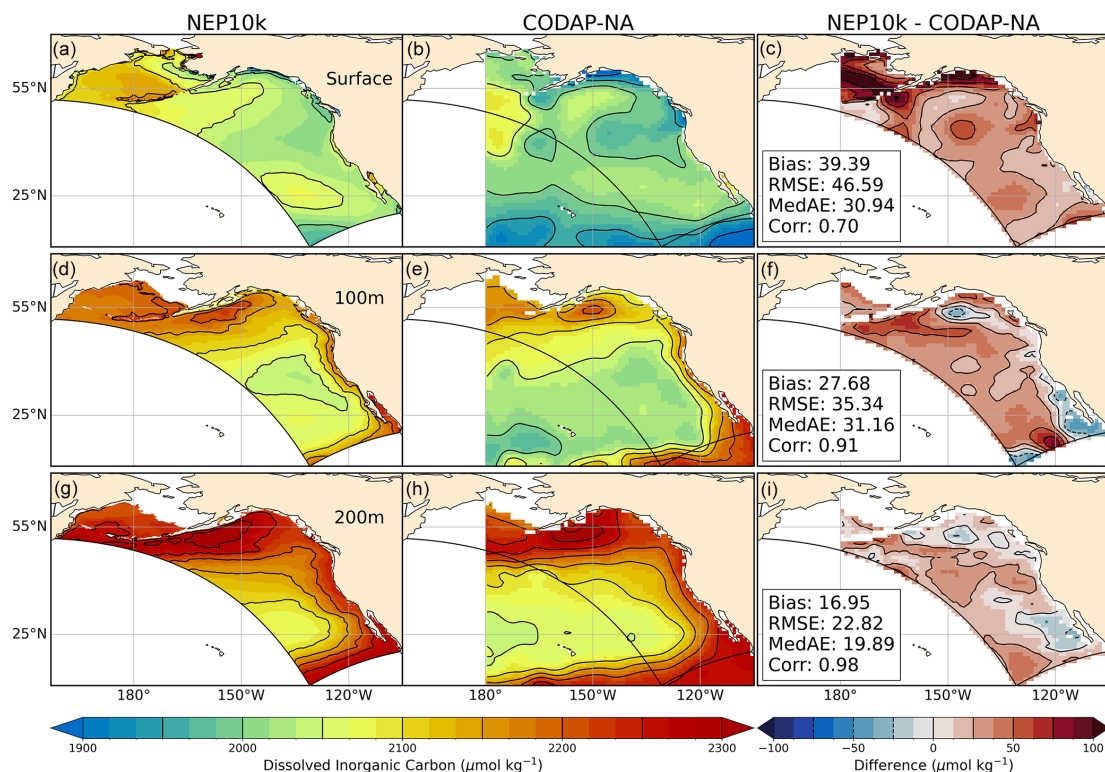 NEP10k CODAP-NA NEP10k - CODAP-NA
(a) Surface (b) (c)
55°N
25°N
Bias: 39.39
RMSE: 46.59
MedAE: 30.94
Corr: 0.70
(d) 100m (e) (f)
55°N
25°N
Bias: 27.68
RMSE: 35.34
MedAE: 31.16
Corr: 0.91
(g) 200m (h) (i)
55°N
25°N
Bias: 16.95
RMSE: 22.82
MedAE: 19.89
Corr: 0.98
180° 150°W 120°W 180° 150°W 120°W 180° 150°W 120°W
1900 2000 2100 2200 2300 −100 −50 0 50 100
Dissolved Inorganic Carbon (μmol kg⁻¹) Difference (μmol kg⁻¹)